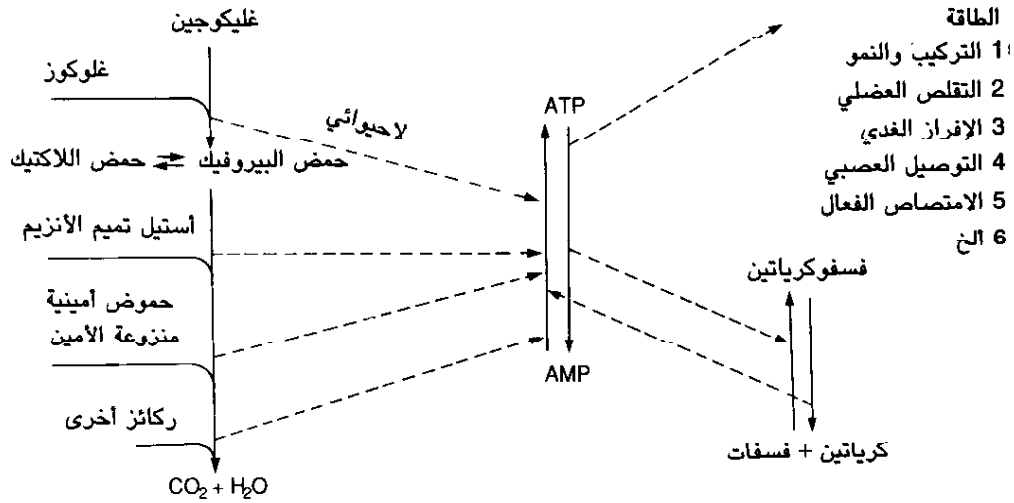 غليكوجين
غلوكوز
لاحيوائي
حمض البيروفيك ⇌ حمض اللاكتيك
أستيل تميم الأنزيم
حموض أمينية
منزوعة الأمين
ركائز أخرى
CO₂ + H₂O
ATP
AMP
الطاقة
1 التركيب والنمو
2 التقلص العضلي
3 الإفراز الغدي
4 التوصيل العصبي
5 الامتصاص الفعال
6 ألخ
فسفوكرياتين
كرياتين + فسفات